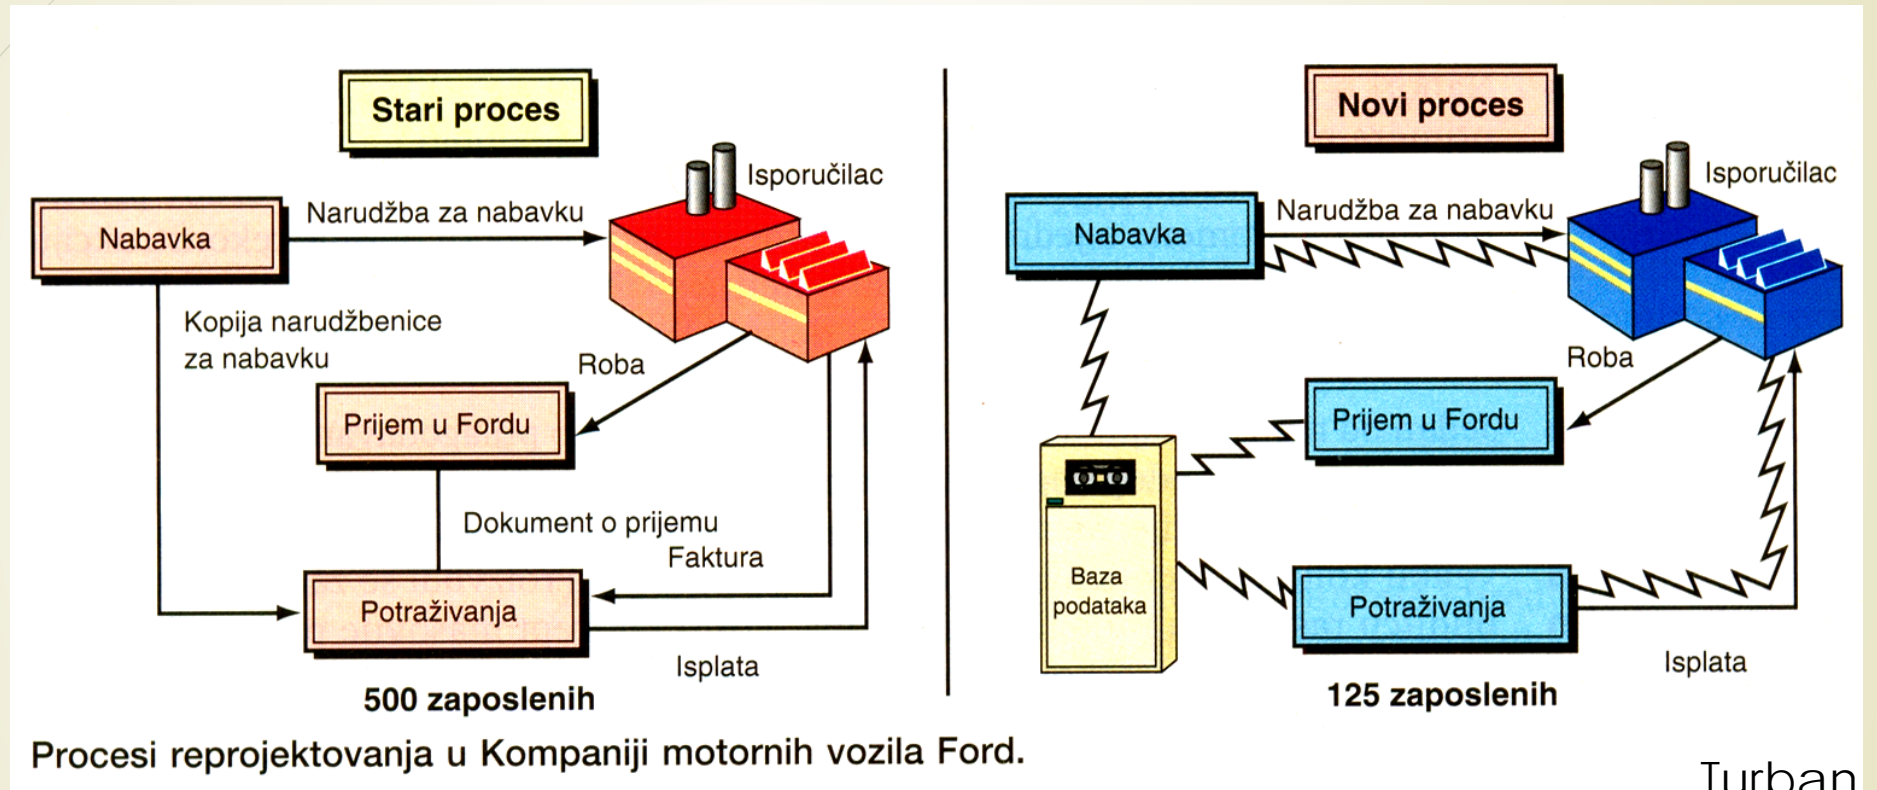 Stari proces
Isporučilac
Narudžba za nabavku
Nabavka
Kopija narudžbenice
za nabavku
Roba
Prijem u Fordu
Dokument o prijemu
Faktura
Potraživanja
Isplata
500 zaposlenih
Novi proces
Isporučilac
Narudžba za nabavku
Nabavka
Roba
Prijem u Fordu
Baza
podataka
Potraživanja
Isplata
125 zaposlenih
Procesi reprojektovanja u Kompaniji motornih vozila Ford.
Turban